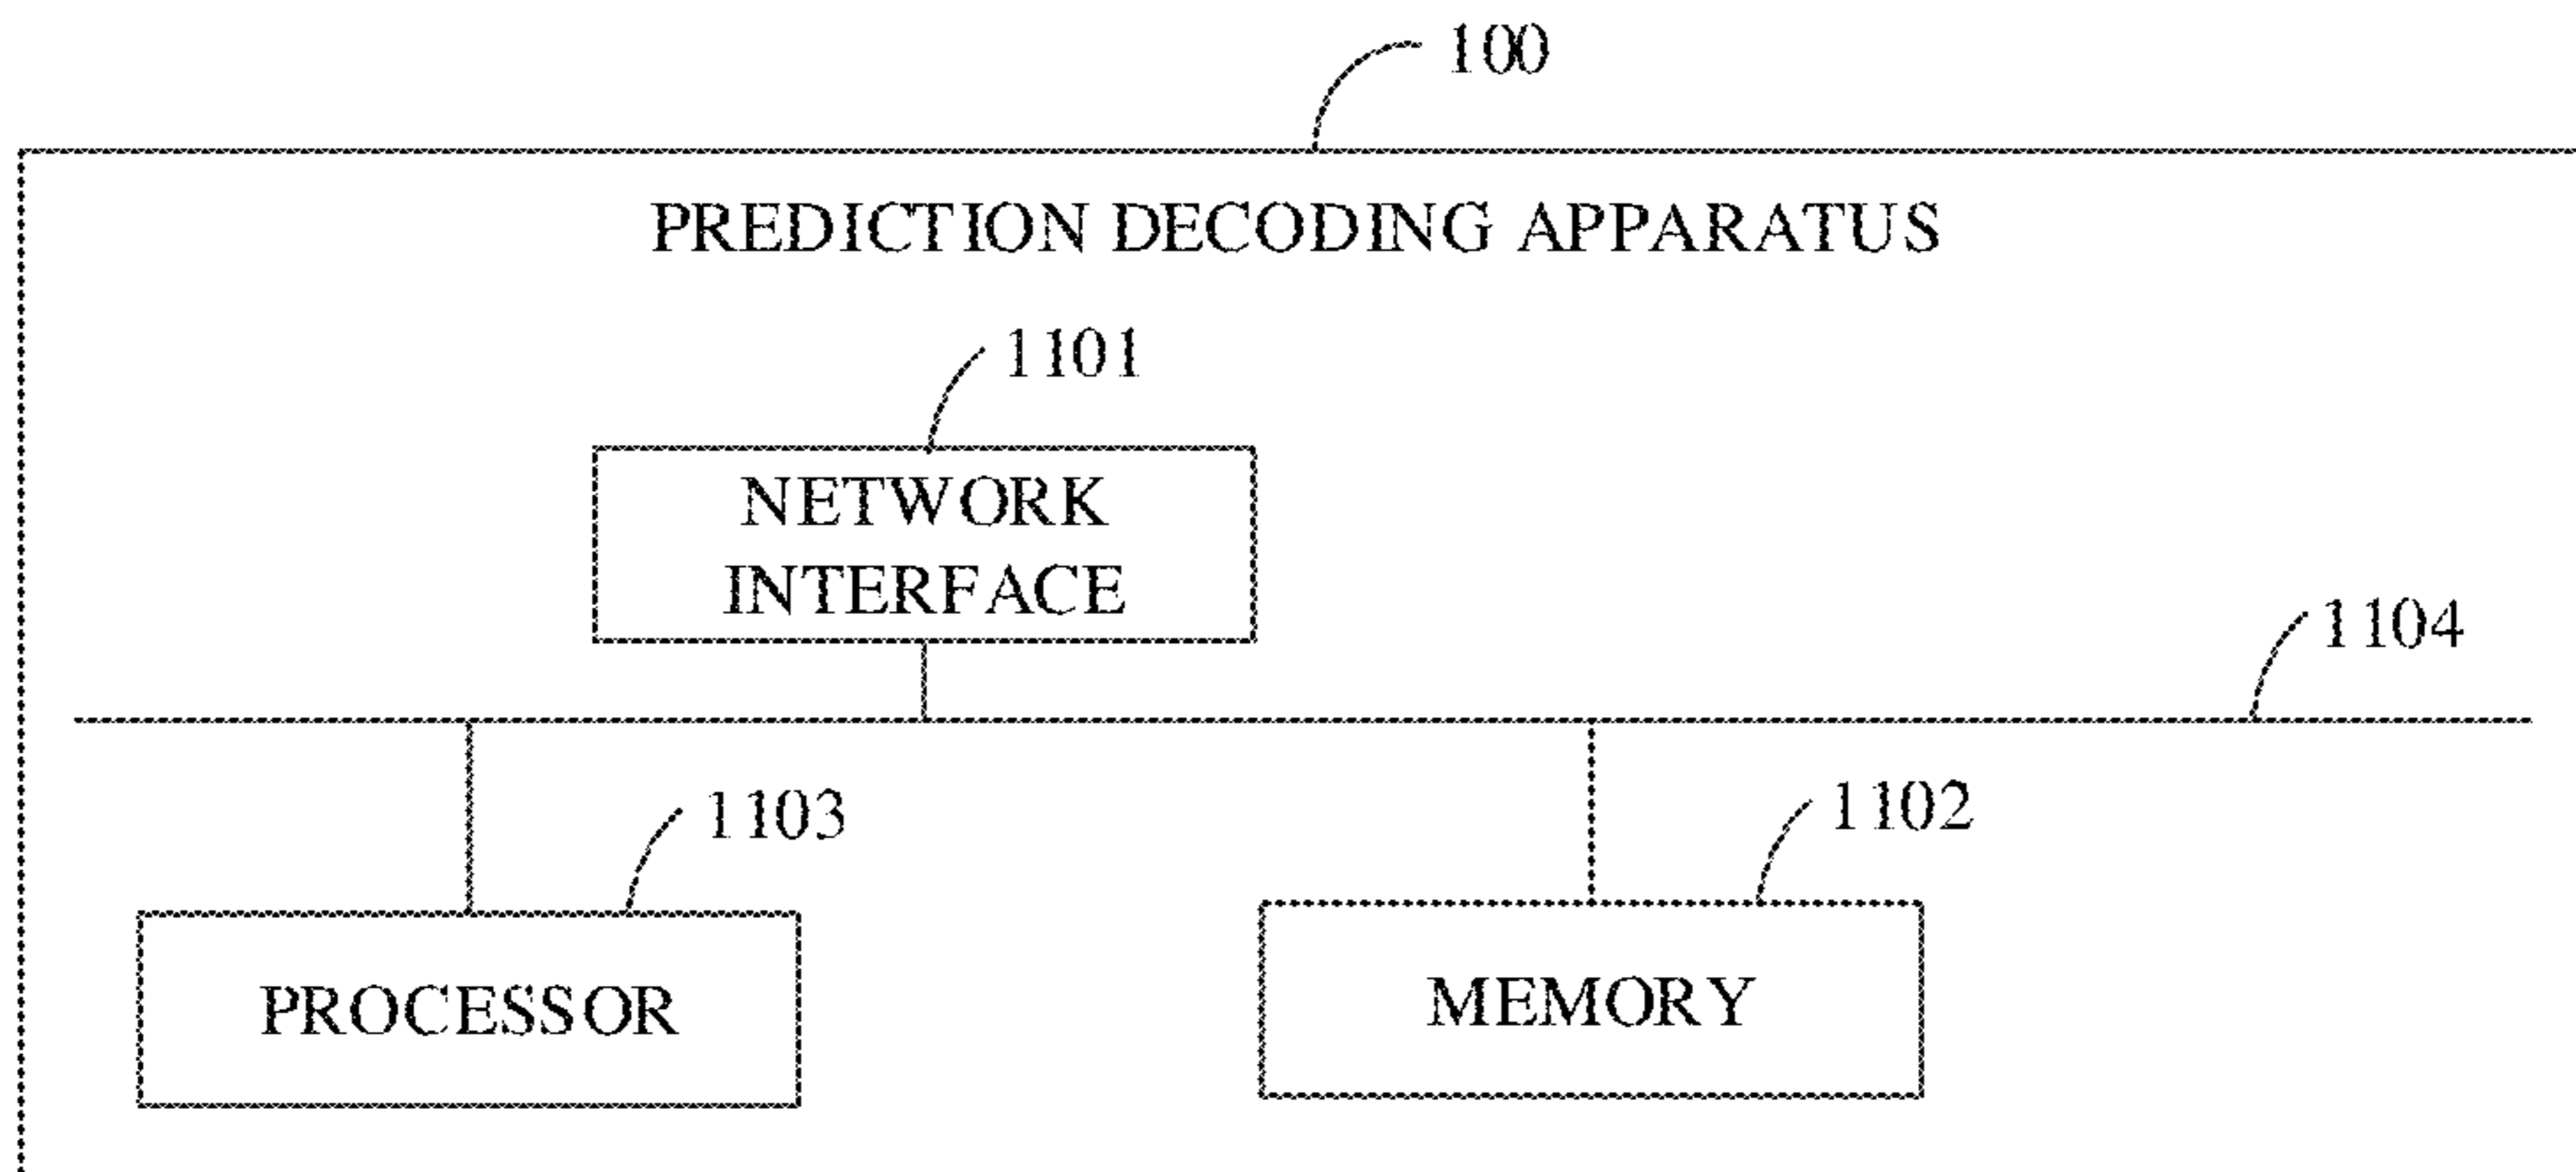 100
PREDICTION DECODING APPARATUS
1101
NETWORK
INTERFACE
1104
1103
1102
PROCESSOR
MEMORY